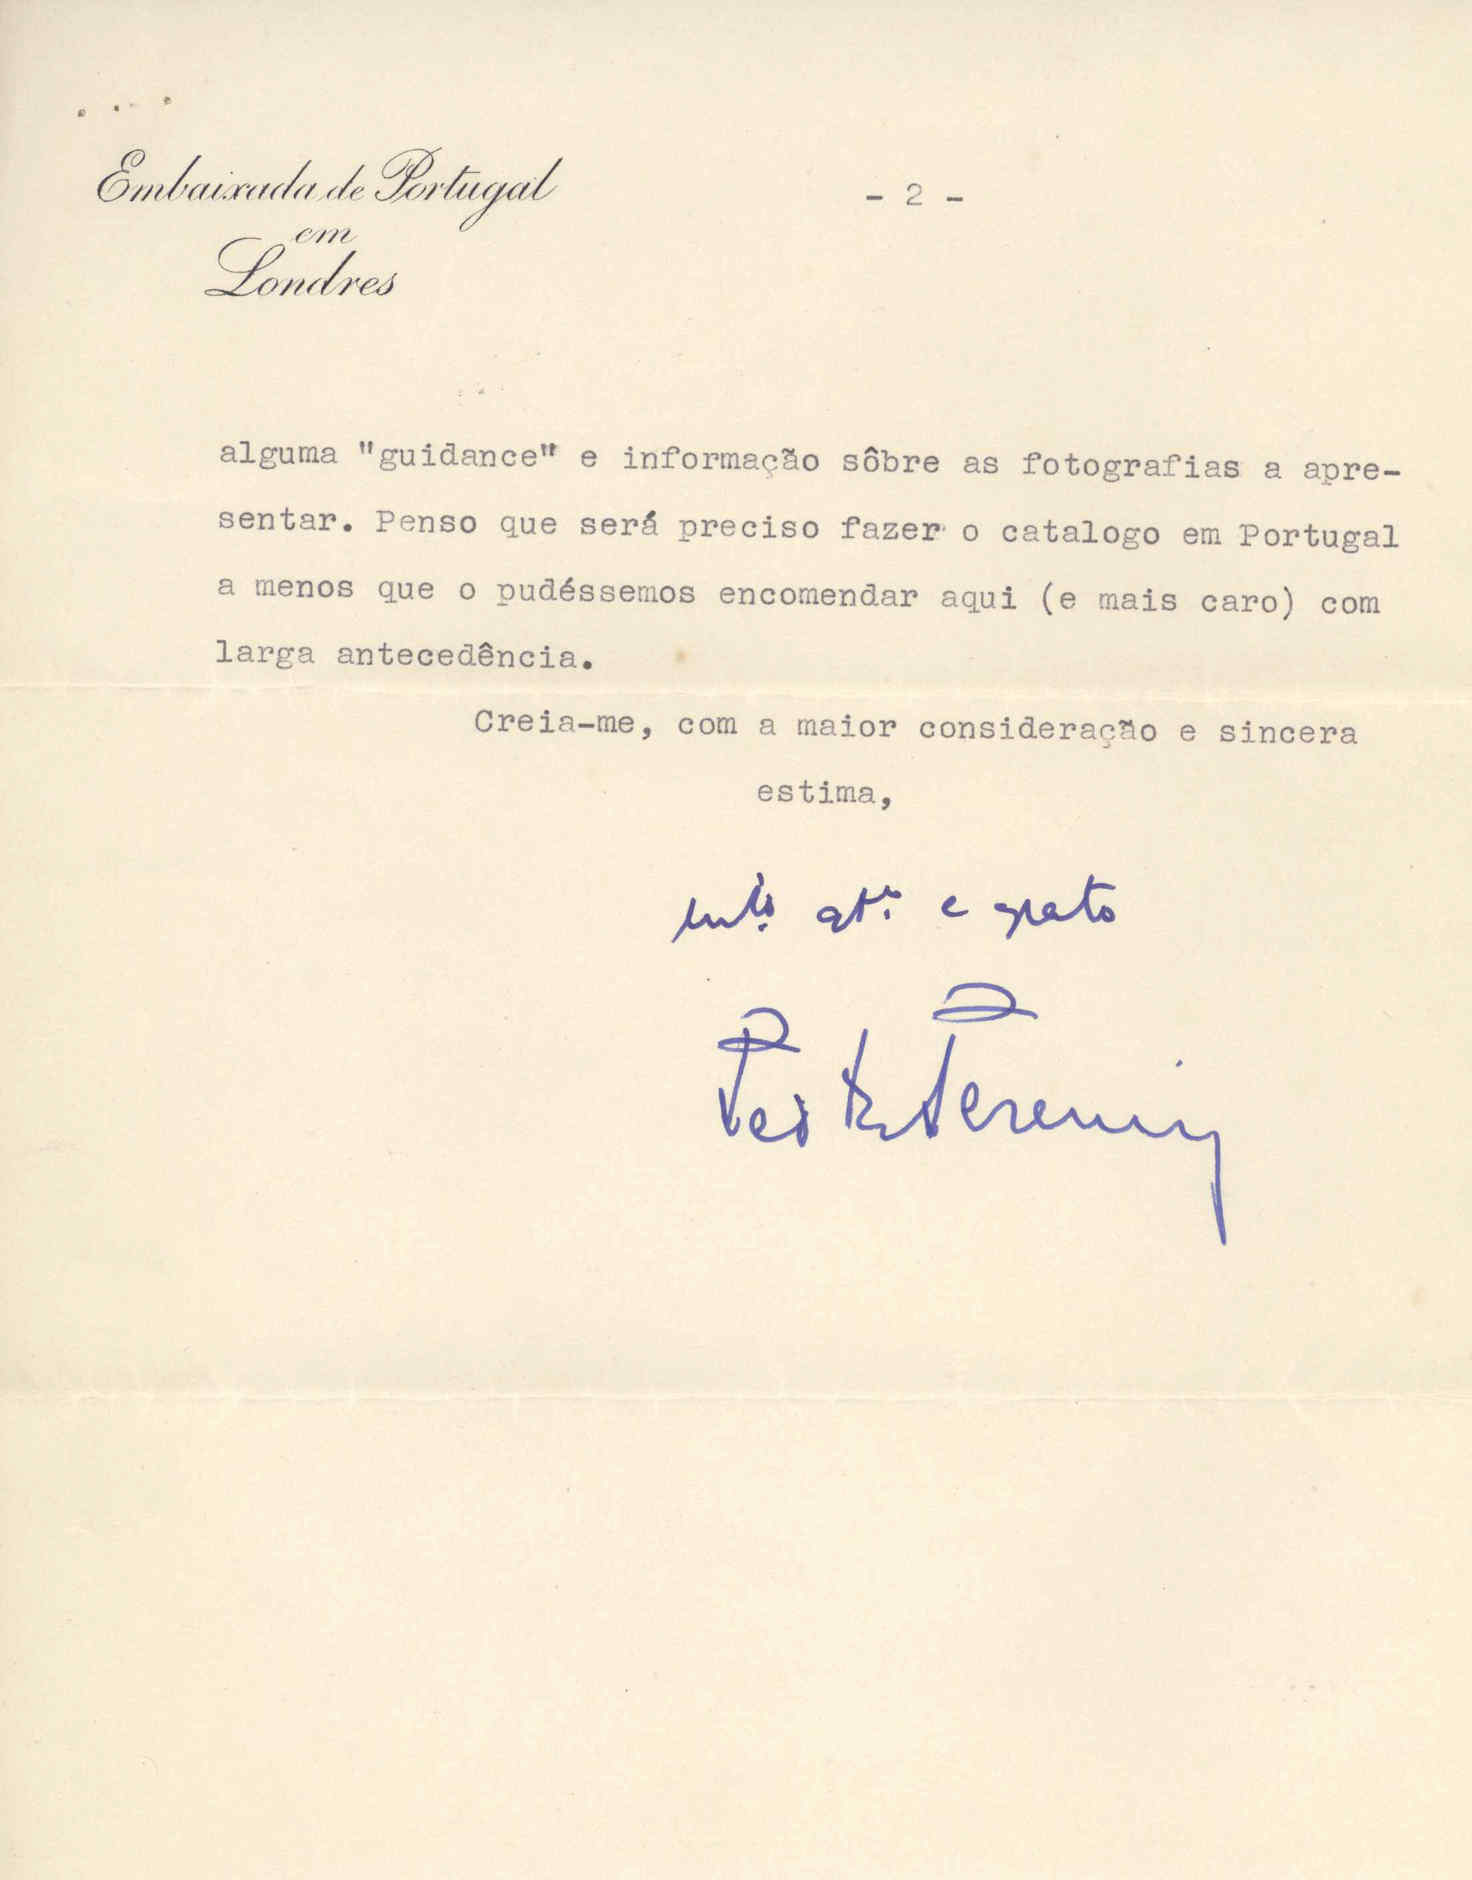 Embaixada de Portugal
em
Londres
- 2 -
alguma "guidance" e informação sôbre as fotografias a apre-
sentar. Penso que será preciso fazer o catalogo em Portugal
a menos que o pudéssemos encomendar aqui (e mais caro) com
larga antecedência.
Creia-me, com a maior consideração e sincera
estima,
mto. atº. e grato